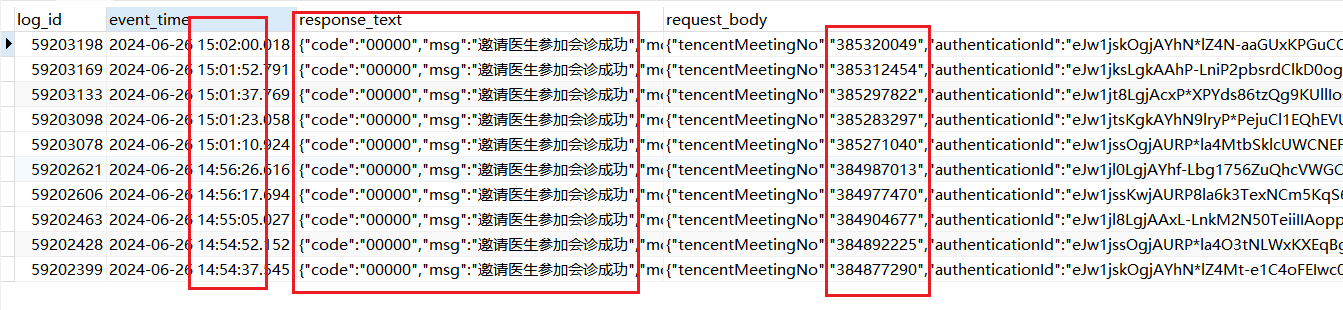 log_id event_time response_text request_body
59203198 2024-06-26 15:02:00.018 {"code":"00000","msg":"邀请医生参加会诊成功","m {"tencentMeetingNo" "385320049","authenticationId":"eJw1jskOgjAYhN*lZ4N-aaGUxKPGuCC
59203169 2024-06-26 15:01:52.791 {"code":"00000","msg":"邀请医生参加会诊成功","m {"tencentMeetingNo" "385312454","authenticationId":"eJw1jksLgkAAhP-LniP2pbsrdClkD0og
59203133 2024-06-26 15:01:37.769 {"code":"00000","msg":"邀请医生参加会诊成功","m {"tencentMeetingNo" "385297822","authenticationId":"eJw1jt8LgjAcxP*XPYds86tzQg9KUlllO
59203098 2024-06-26 15:01:23.058 {"code":"00000","msg":"邀请医生参加会诊成功","m {"tencentMeetingNo" "385283297","authenticationId":"eJw1jtsKgkAYhN9lryP*PejuCl1EQhEVU
59203078 2024-06-26 15:01:10.924 {"code":"00000","msg":"邀请医生参加会诊成功","m {"tencentMeetingNo" "385271040","authenticationId":"eJw1jssOgjAURP*la4MtbSklcUWCNEF
59202621 2024-06-26 14:56:26.616 {"code":"00000","msg":"邀请医生参加会诊成功","m {"tencentMeetingNo" "384987013","authenticationId":"eJw1jl0LgjAYhf-Lbg1756ZuQhcVWGC
59202606 2024-06-26 14:56:17.694 {"code":"00000","msg":"邀请医生参加会诊成功","m {"tencentMeetingNo" "384977470","authenticationId":"eJw1jssKwjAURP8la6k3TexNCm5KqS6
59202463 2024-06-26 14:55:05.027 {"code":"00000","msg":"邀请医生参加会诊成功","m {"tencentMeetingNo" "384904677","authenticationId":"eJw1jl8LgjAAxL-LnkM2N50TeiiIIAopp
59202428 2024-06-26 14:54:52.152 {"code":"00000","msg":"邀请医生参加会诊成功","m {"tencentMeetingNo" "384892225","authenticationId":"eJw1jssOgjAURP*la4O3tNLWxKXEqBg
59202399 2024-06-26 14:54:37.545 {"code":"00000","msg":"邀请医生参加会诊成功","m {"tencentMeetingNo" "384877290","authenticationId":"eJw1jskOgjAYhN*lZ4Mt-e1C4oFEIwc0